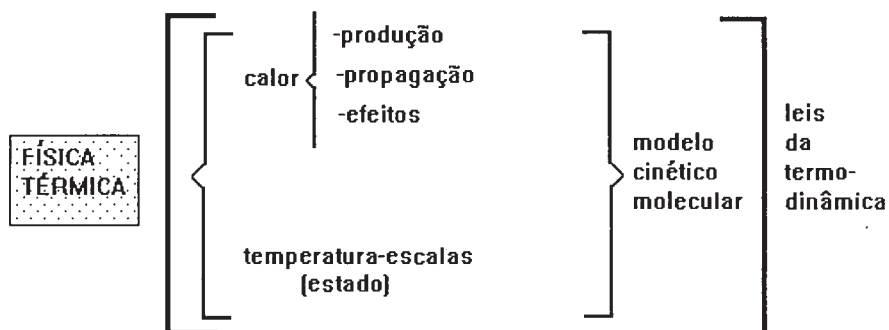 FÍSICA
TÉRMICA
calor
-produção
-propagação
-efeitos
temperatura-escalas
(estado)
modelo
cinético
molecular
leis
da
termo-
dinâmica